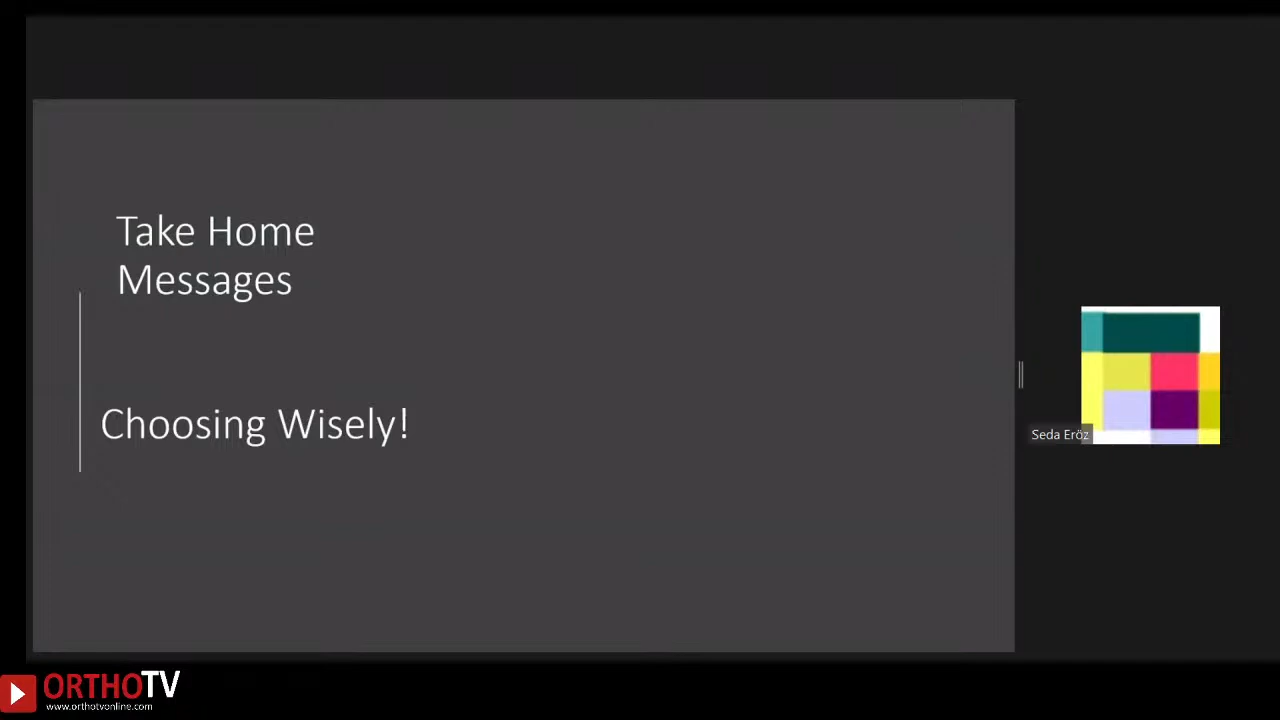 Take Home
Messages
Choosing Wisely!
Seda Eröz
ORTHOTV
www.orthotvonline.com